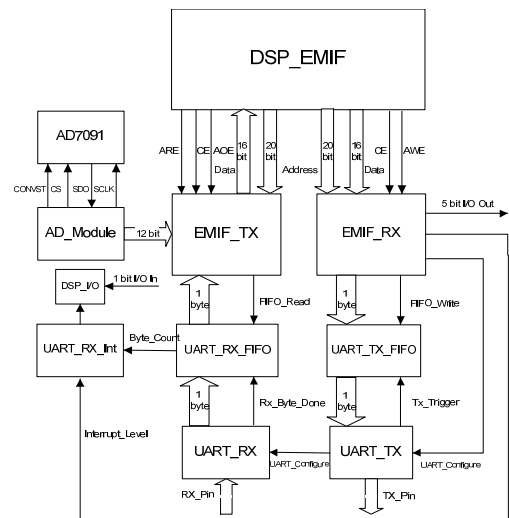 DSP_EMIF
AD7091
ARE
CE
AOE
16 bit
20 bit
Data
Address
20 bit
16 bit
Data
CE
AWE
CONVST
CS
SDO
SCLK
AD_Module
12 bit
EMIF_TX
EMIF_RX
5 bit I/O Out
DSP_I/O
1 bit I/O In
1 byte
FIFO_Read
1 byte
FIFO_Write
UART_RX_Int
Byte_Count
UART_RX_FIFO
UART_TX_FIFO
1 byte
Rx_Byte_Done
1 byte
Tx_Trigger
Interrupt_Level
UART_RX
UART_Configure
UART_TX
UART_Configure
RX_Pin
TX_Pin